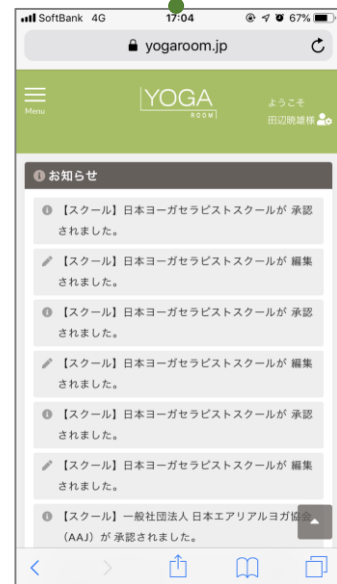 SoftBank 4G 17:04 67%
yogaroom.jp
Menu
YOGA
ROOM
ようこそ
田辺暁雄様
お知らせ
【スクール】日本ヨーガセラピストスクールが 承認
されました。
【スクール】日本ヨーガセラピストスクールが 編集
されました。
【スクール】日本ヨーガセラピストスクールが 承認
されました。
【スクール】日本ヨーガセラピストスクールが 編集
されました。
【スクール】日本ヨーガセラピストスクールが 承認
されました。
【スクール】日本ヨーガセラピストスクールが 編集
されました。
【スクール】一般社団法人 日本エアリアルヨガ協会
（AAJ）が 承認されました。